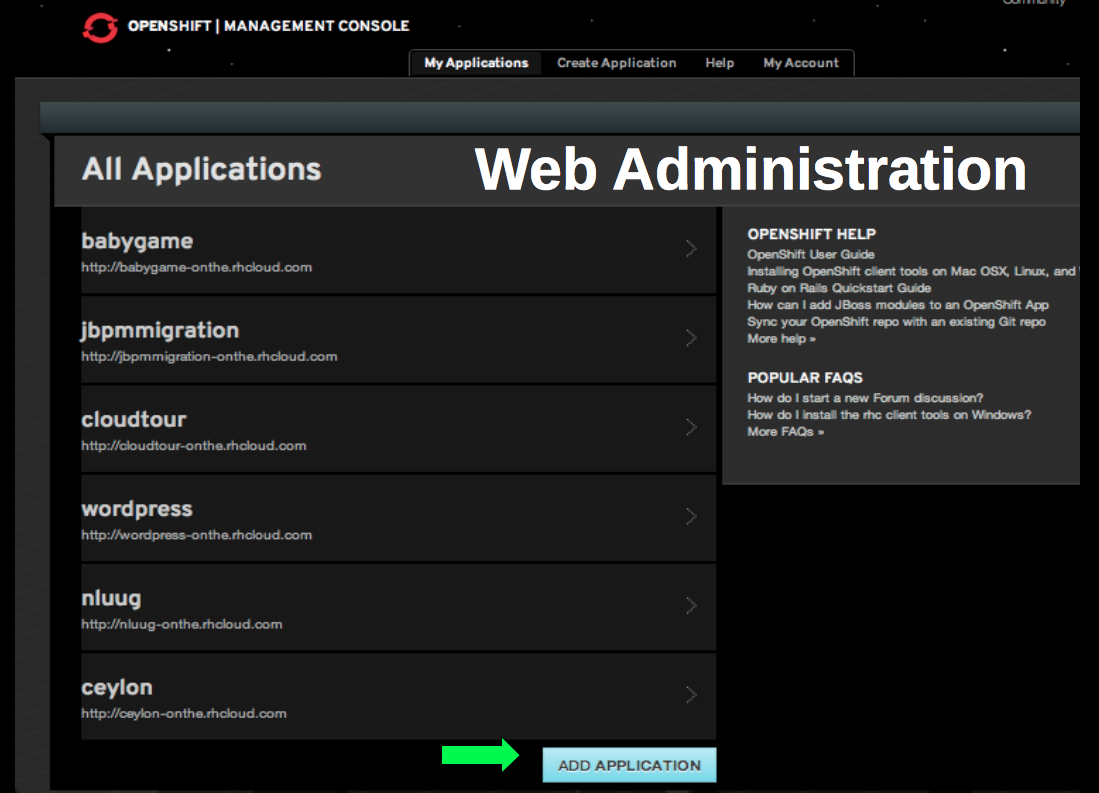 Community
OPENSHIFT | MANAGEMENT CONSOLE
My Applications Create Application Help My Account
All Applications
Web Administration
babygame
http://babygame-onthe.rhcloud.com
jbpmmigration
http://jbpmmigration-onthe.rhcloud.com
cloudtour
http://cloudtour-onthe.rhcloud.com
wordpress
http://wordpress-onthe.rhcloud.com
nluug
http://nluug-onthe.rhcloud.com
ceylon
http://ceylon-onthe.rhcloud.com
ADD APPLICATION
OPENSHIFT HELP
OpenShift User Guide
Installing OpenShift client tools on Mac OSX, Linux, and
Ruby on Rails Quickstart Guide
How can I add JBoss modules to an OpenShift App
Sync your OpenShift repo with an existing Git repo
More help »
POPULAR FAQS
How do I start a new Forum discussion?
How do I install the rhc client tools on Windows?
More FAQs »